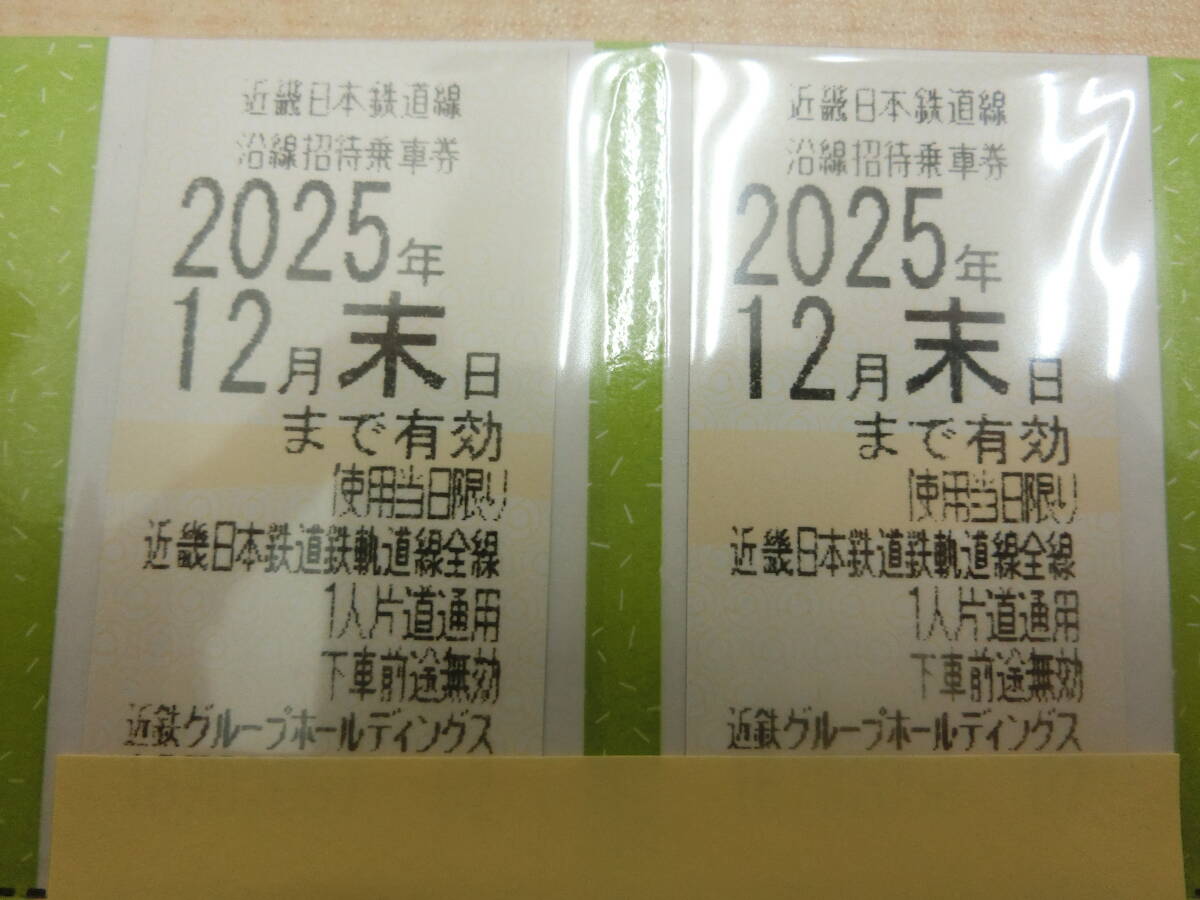 近畿日本鉄道線
沿線招待乗車券
2025年
12月末日
まで有効
使用当日限り
近畿日本鉄道鉄軌道線全線
1人片道通用
下車前途無効
近鉄グループホールディングス
近畿日本鉄道線
沿線招待乗車券
2025年
12月末日
まで有効
使用当日限り
近畿日本鉄道鉄軌道線全線
1人片道通用
下車前途無効
近鉄グループホールディングス